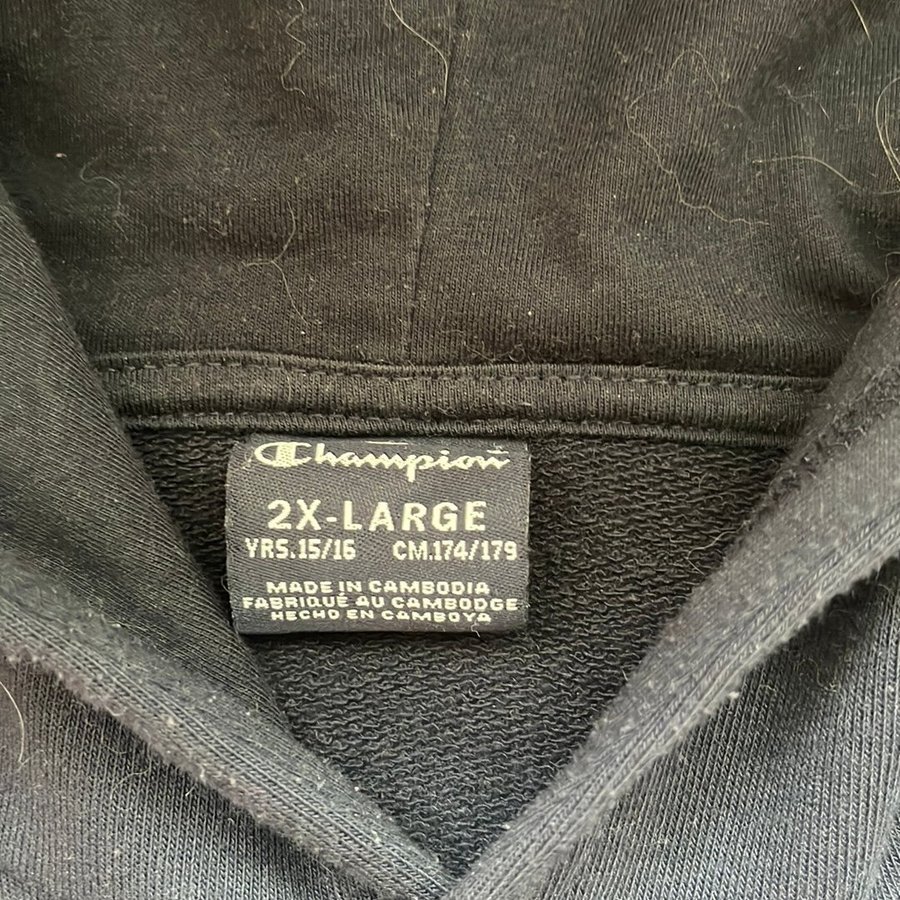 Champion
2X-LARGE
YRS.15/16 CM.174/179
MADE IN CAMBODIA
FABRIQUÉ AU CAMBODGE
HECHO EN CAMBOYA